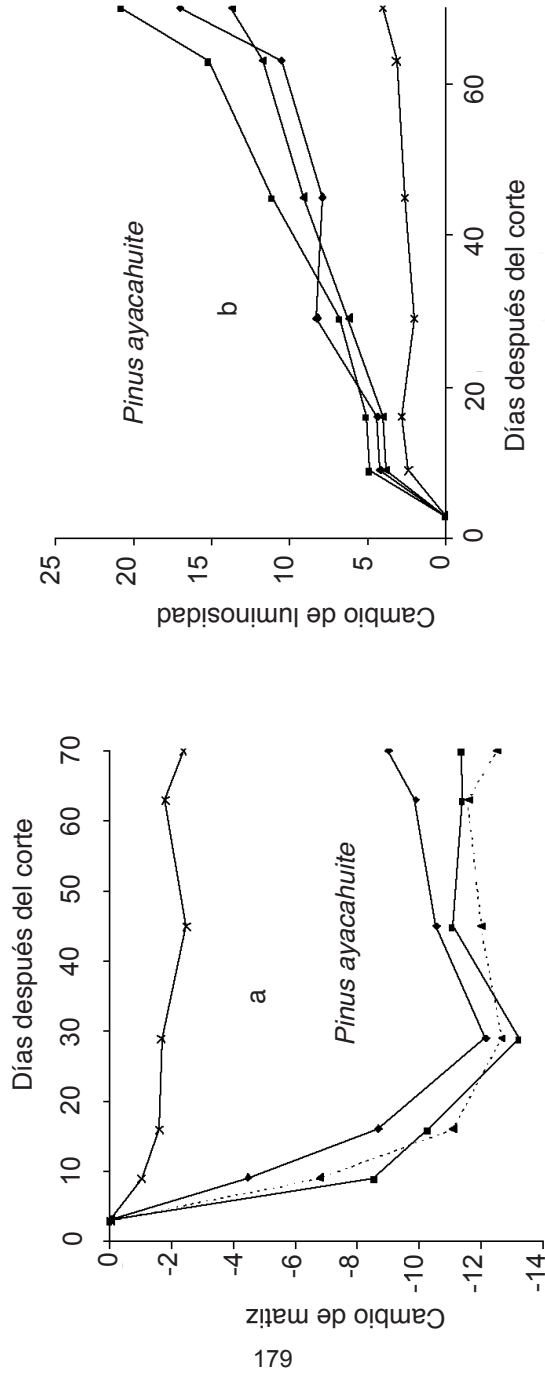 Días después del corte
0 10 20 30 40 50 60 70
0
-2
-4
-6
-8
-10
-12
-14
Cambio de matiz
a
Pinus ayacahuite
25
20
15
10
5
0
Cambio de luminosidad
Pinus ayacahuite
b
0 20 40 60
Días después del corte
179